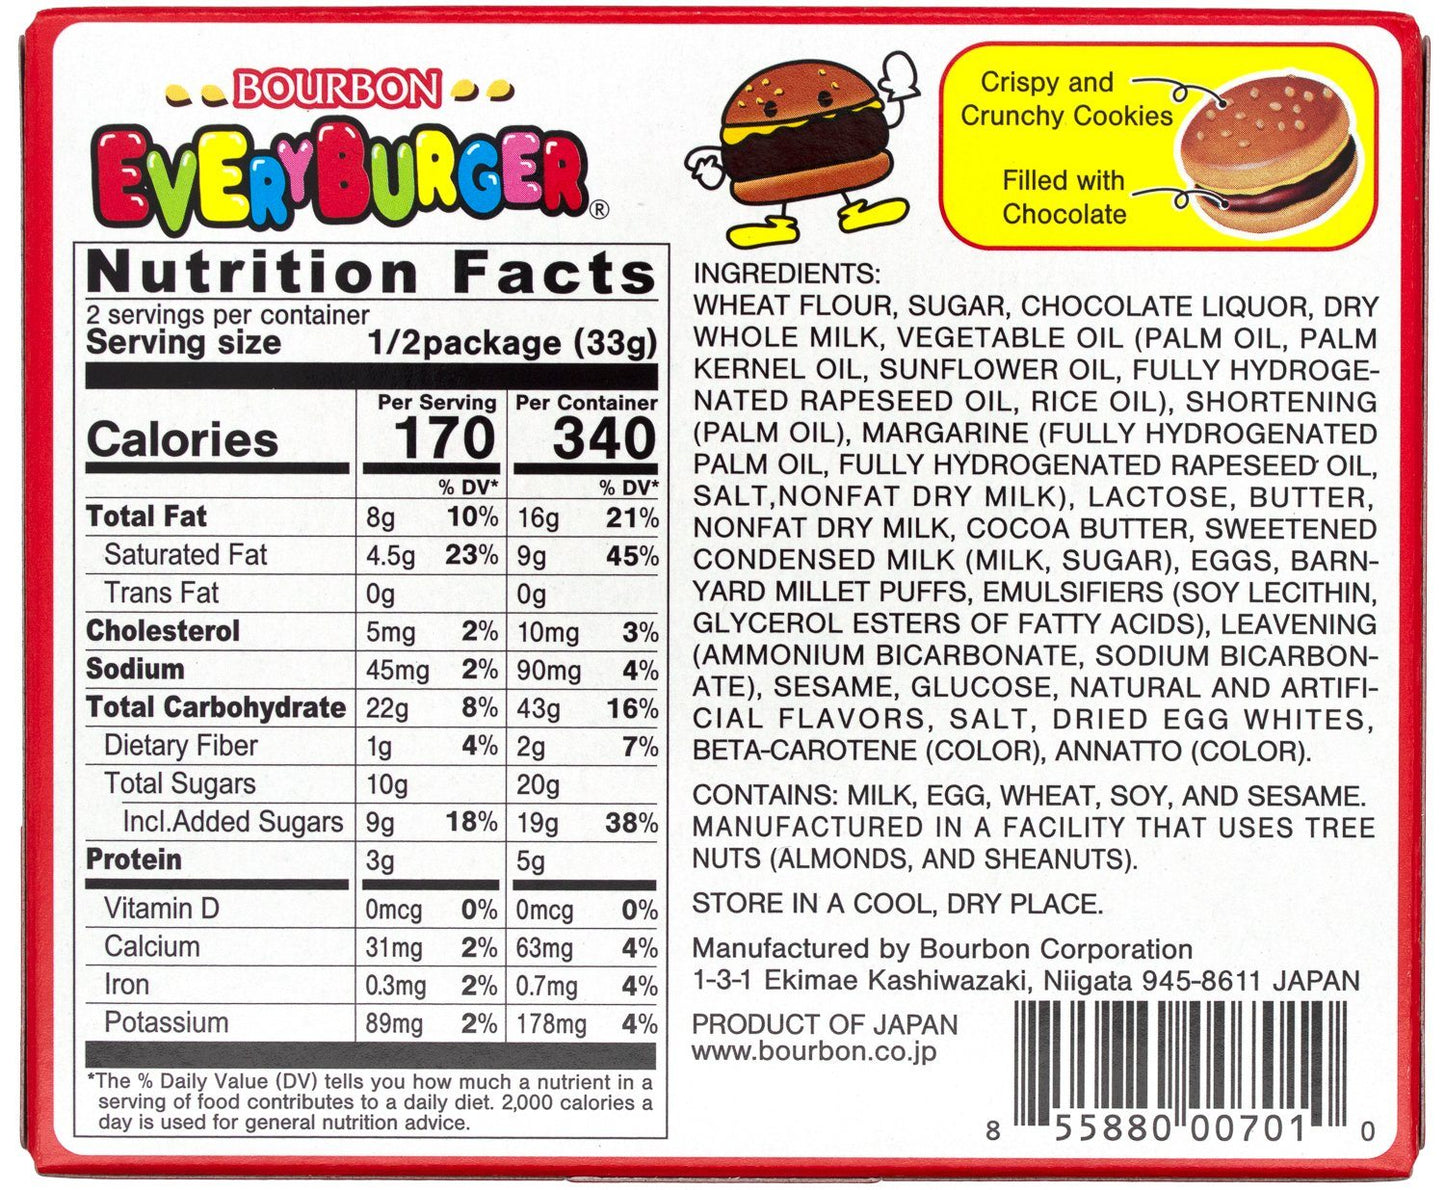 BOURBON
EVERYBURGER®
Crispy and
Crunchy Cookies
Filled with
Chocolate
Nutrition Facts
2 servings per container
Serving size 1/2package (33g)
Per Serving Per Container
Calories 170 340
% DV* % DV*
Total Fat 8g 10% 16g 21%
Saturated Fat 4.5g 23% 9g 45%
Trans Fat 0g 0g
Cholesterol 5mg 2% 10mg 3%
Sodium 45mg 2% 90mg 4%
Total Carbohydrate 22g 8% 43g 16%
Dietary Fiber 1g 4% 2g 7%
Total Sugars 10g 20g
Incl.Added Sugars 9g 18% 19g 38%
Protein 3g 5g
Vitamin D 0mcg 0% 0mcg 0%
Calcium 31mg 2% 63mg 4%
Iron 0.3mg 2% 0.7mg 4%
Potassium 89mg 2% 178mg 4%
*The % Daily Value (DV) tells you how much a nutrient in a
serving of food contributes to a daily diet. 2,000 calories a
day is used for general nutrition advice.
INGREDIENTS:
WHEAT FLOUR, SUGAR, CHOCOLATE LIQUOR, DRY
WHOLE MILK, VEGETABLE OIL (PALM OIL, PALM
KERNEL OIL, SUNFLOWER OIL, FULLY HYDROGE-
NATED RAPESEED OIL, RICE OIL), SHORTENING
(PALM OIL), MARGARINE (FULLY HYDROGENATED
PALM OIL, FULLY HYDROGENATED RAPESEED OIL,
SALT,NONFAT DRY MILK), LACTOSE, BUTTER,
NONFAT DRY MILK, COCOA BUTTER, SWEETENED
CONDENSED MILK (MILK, SUGAR), EGGS, BARN-
YARD MILLET PUFFS, EMULSIFIERS (SOY LECITHIN,
GLYCEROL ESTERS OF FATTY ACIDS), LEAVENING
(AMMONIUM BICARBONATE, SODIUM BICARBON-
ATE), SESAME, GLUCOSE, NATURAL AND ARTIFI-
CIAL FLAVORS, SALT, DRIED EGG WHITES,
BETA-CAROTENE (COLOR), ANNATTO (COLOR).
CONTAINS: MILK, EGG, WHEAT, SOY, AND SESAME.
MANUFACTURED IN A FACILITY THAT USES TREE
NUTS (ALMONDS, AND SHEANUTS).
STORE IN A COOL, DRY PLACE.
Manufactured by Bourbon Corporation
1-3-1 Ekimae Kashiwazaki, Niigata 945-8611 JAPAN
PRODUCT OF JAPAN
www.bourbon.co.jp
8 55880 00701 0